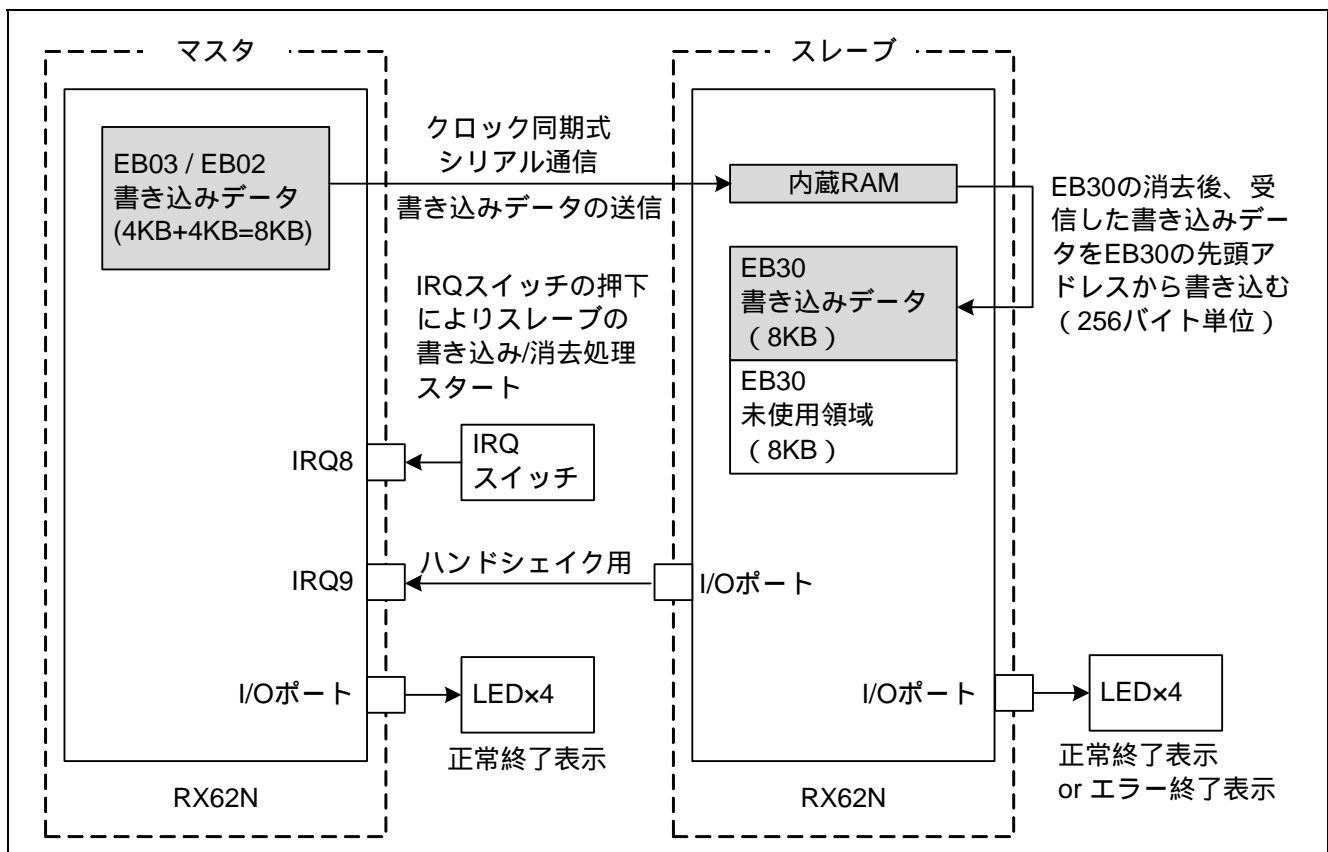 マスタ
スレーブ
EB03 / EB02
書き込みデータ
(4KB+4KB=8KB)
クロック同期式
シリアル通信
書き込みデータの送信
内蔵RAM
EB30の消去後、受
信した書き込みデー
タをEB30の先頭ア
ドレスから書き込む
(256バイト単位)
EB30
書き込みデータ
(8KB)
EB30
未使用領域
(8KB)
IRQスイッチの押下
によりスレーブの
書き込み/消去処理
スタート
IRQ8
IRQ
スイッチ
IRQ9
ハンドシェイク用
I/Oポート
I/Oポート
LED×4
正常終了表示
I/Oポート
LED×4
正常終了表示
or エラー終了表示
RX62N
RX62N